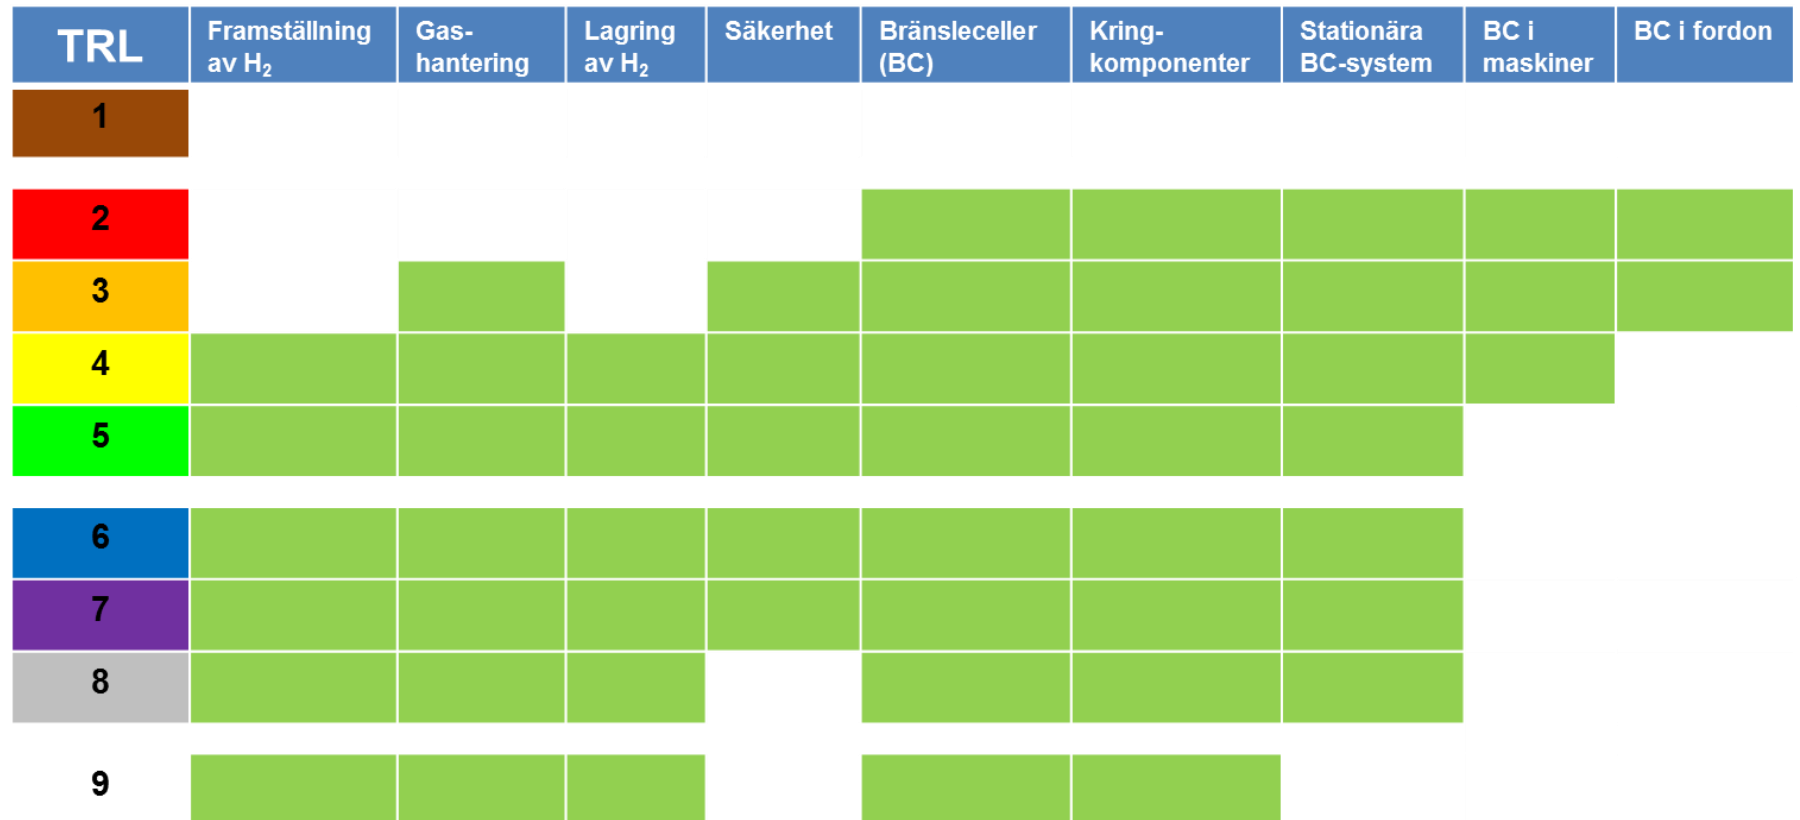 TRL
Framställning
av H₂
Gas-
hantering
Lagring
av H₂
Säkerhet
Bränsleceller
(BC)
Kring-
komponenter
Stationära
BC-system
BC i
maskiner
BC i fordon
1
2
3
4
5
6
7
8
9